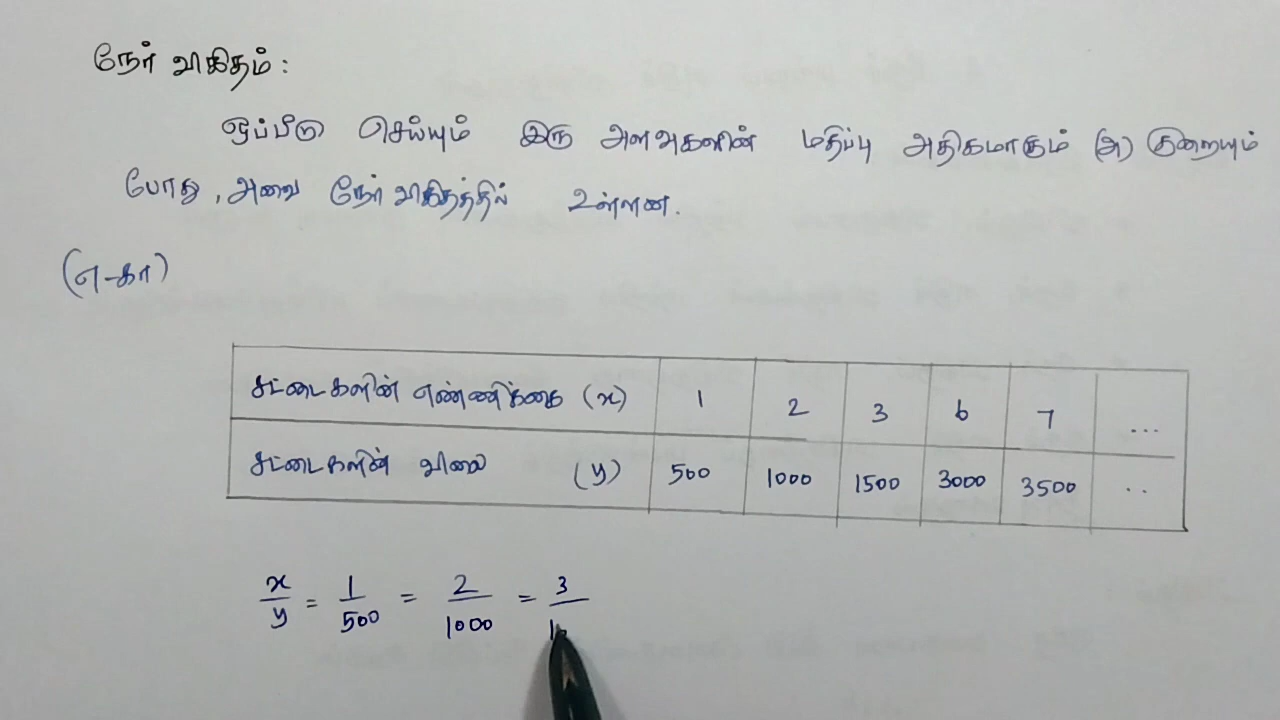 நேர் விகிதம் :
ஒப்பீடு செய்யும் இரு அளவுகளின் மதிப்பு அதிகமாகும் (அ) குறையும்
போது, அவை நேர் விகிதத்தில் உள்ளன.
(எ-கா)
சட்டைகளின் எண்ணிக்கை (x) 1 2 3 6 7 ...
சட்டைகளின் விலை (y) 500 1000 1500 3000 3500 ..
x/y = 1/500 = 2/1000 = 3/1